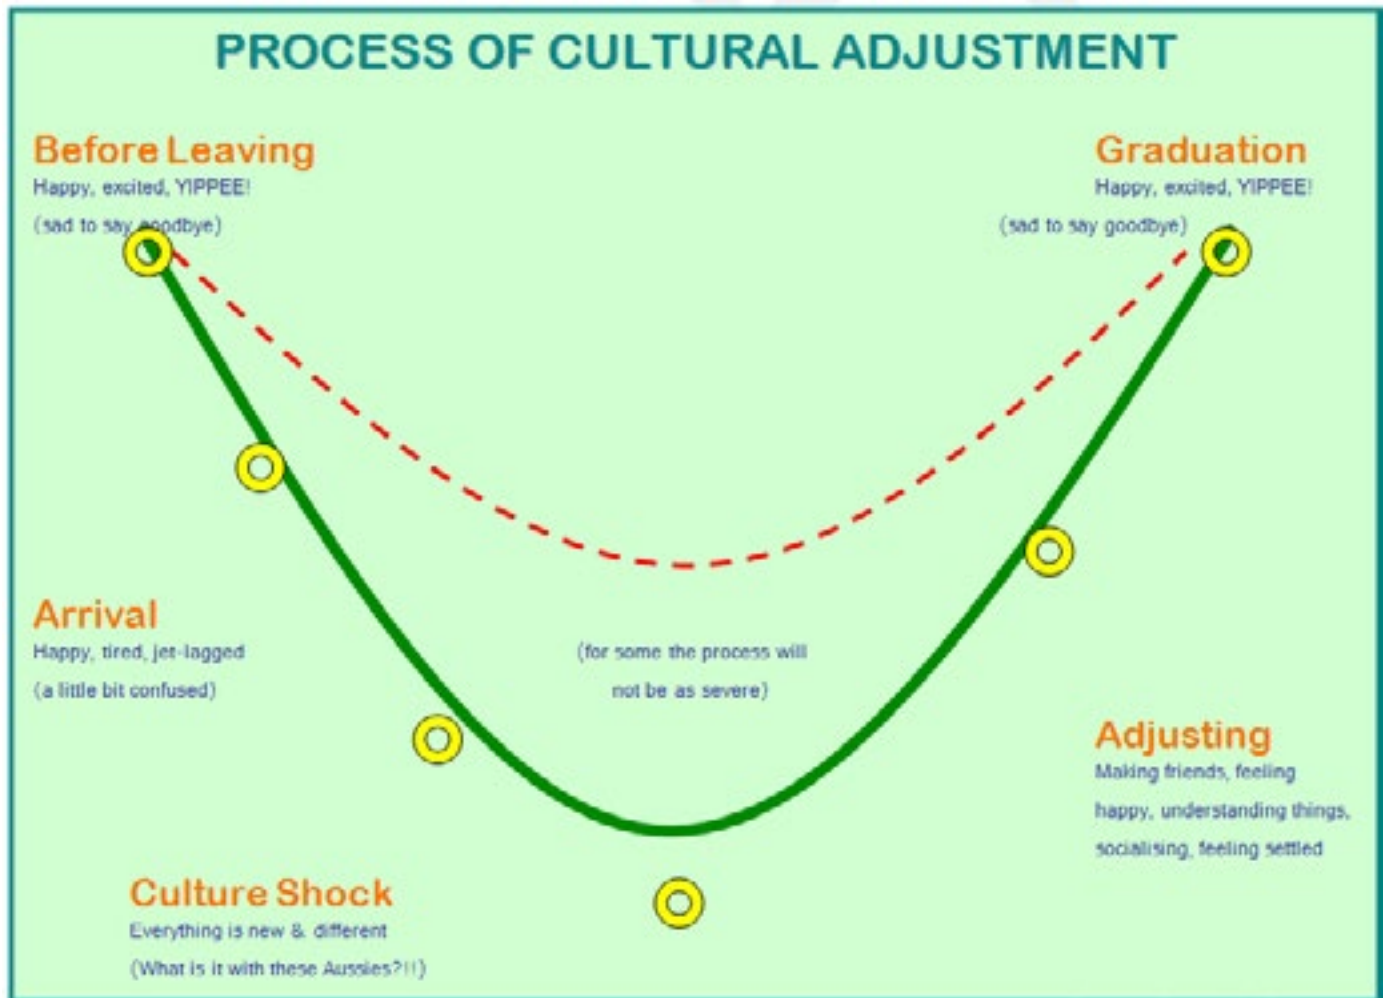 PROCESS OF CULTURAL ADJUSTMENT
Before Leaving
Happy, excited, YIPPEE!
(sad to say goodbye)
Graduation
Happy, excited, YIPPEE!
(sad to say goodbye)
Arrival
Happy, tired, jet-lagged
(a little bit confused)
(for some the process will
not be as severe)
Adjusting
Making friends, feeling
happy, understanding things,
socialising, feeling settled
Culture Shock
Everything is new & different
(What is it with these Aussies?!!)